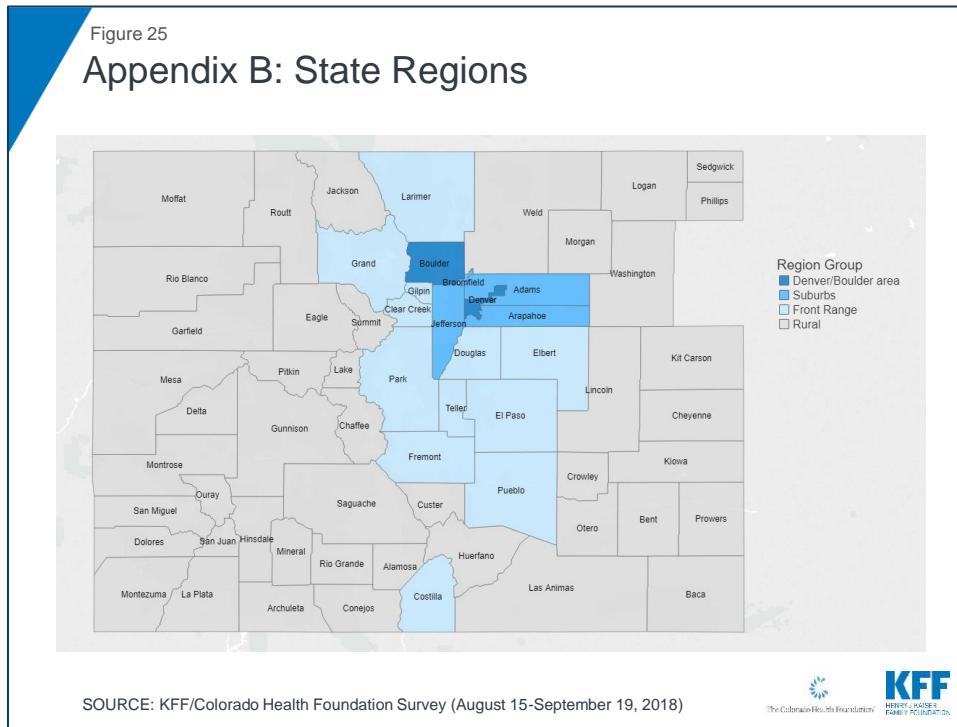 Figure 25
Appendix B: State Regions
Sedgwick
Logan
Jackson
Larimer
Phillips
Moffat
Weld
Routt
Morgan
Boulder
Grand
Washington
Rio Blanco
Broomfield
Gilpin
Adams
Denver
Clear Creek
Arapahoe
Eagle
Summit
Jefferson
Garfield
Douglas
Elbert
Kit Carson
Pitkin
Lake
Park
Mesa
Lincoln
Delta
Teller
El Paso
Cheyenne
Chaffee
Gunnison
Fremont
Kiowa
Montrose
Crowley
Pueblo
Ouray
Saguache
Custer
San Miguel
Otero
Bent
Prowers
Dolores
San Juan
Hinsdale
Mineral
Huerfano
Rio Grande
Alamosa
Las Animas
Montezuma
La Plata
Costilla
Baca
Archuleta
Conejos
Region Group
Denver/Boulder area
Suburbs
Front Range
Rural
SOURCE: KFF/Colorado Health Foundation Survey (August 15-September 19, 2018)
The Colorado Health Foundation
KFF
HENRY J KAISER
FAMILY FOUNDATION